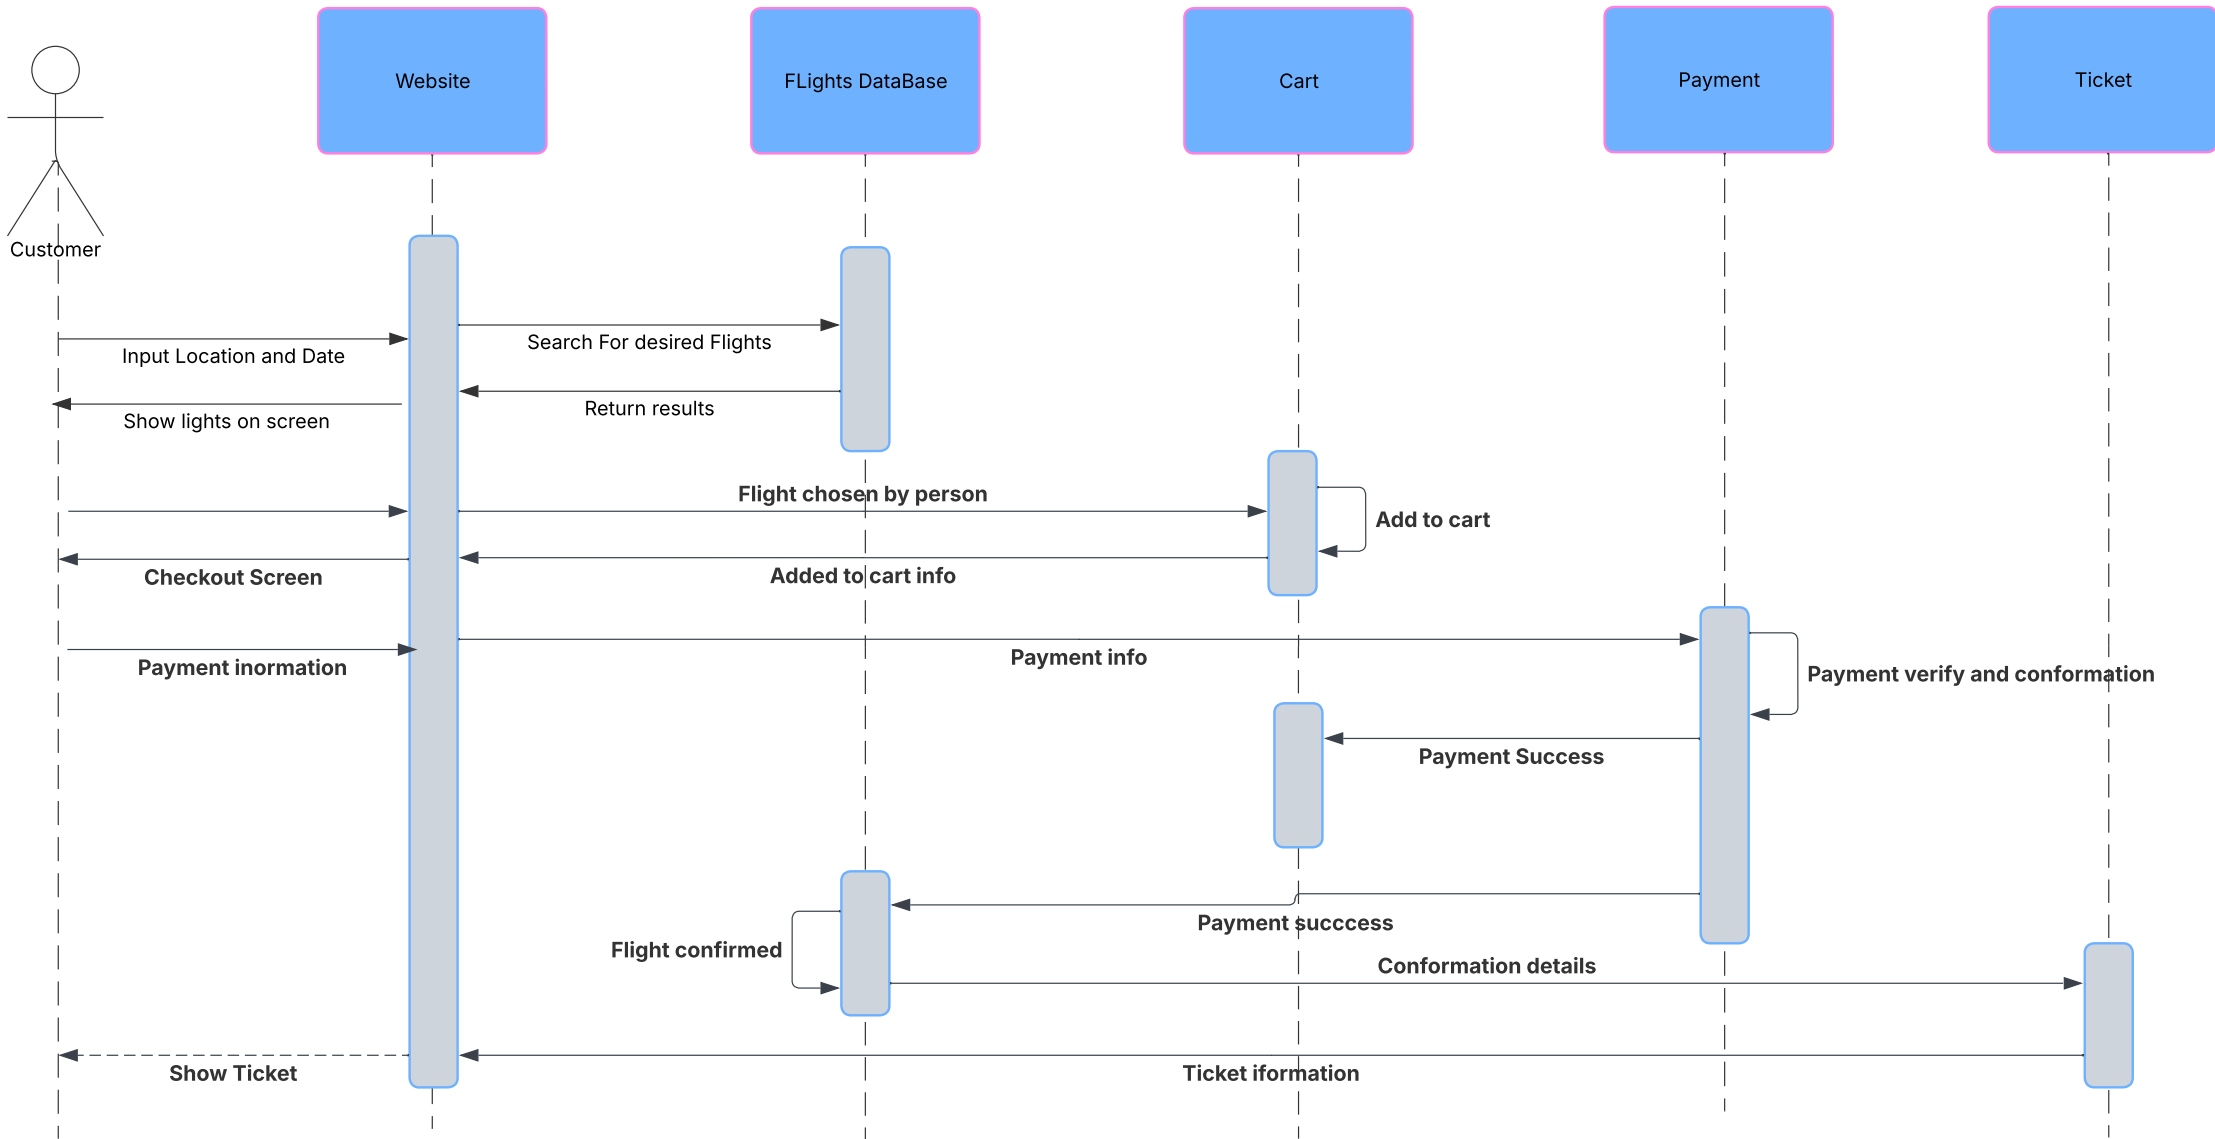 Website
FLights DataBase
Cart
Payment
Ticket
Customer
Input Location and Date
Search For desired Flights
Show lights on screen
Return results
Flight chosen by person
Add to cart
Checkout Screen
Added to cart info
Payment inormation
Payment info
Payment verify and conformation
Payment Success
Payment succcess
Flight confirmed
Conformation details
Show Ticket
Ticket iformation